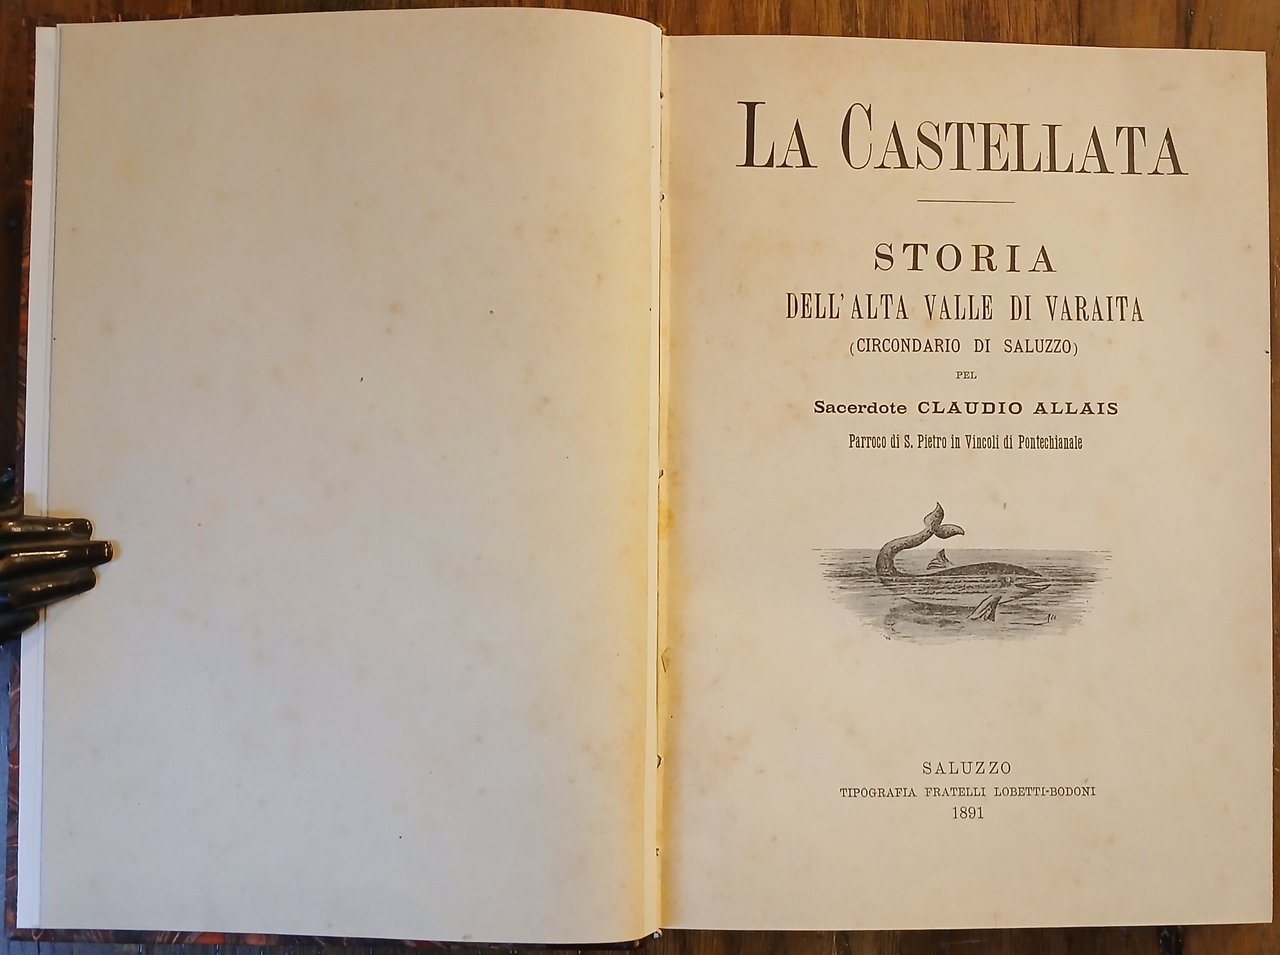 LA CASTELLATA
STORIA
DELL'ALTA VALLE DI VARAITA
(CIRCONDARIO DI SALUZZO)
PEL
Sacerdote CLAUDIO ALLAIS
Parroco di S. Pietro in Vincoli di Pontechianale
SALUZZO
TIPOGRAFIA FRATELLI LOBETTI-BODONI
1891